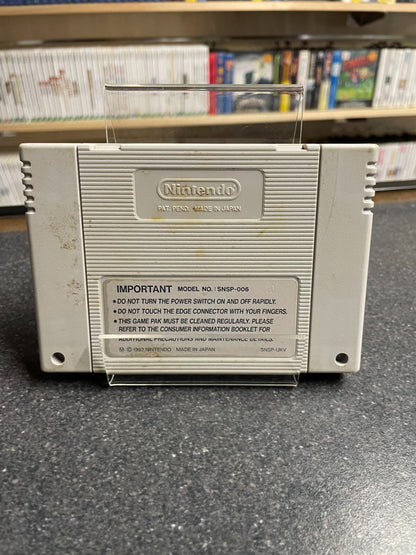 Nintendo
PAT. PEND. MADE IN JAPAN
IMPORTANT MODEL NO. : SNSP-006
• DO NOT TURN THE POWER SWITCH ON AND OFF RAPIDLY.
• DO NOT TOUCH THE EDGE CONNECTOR WITH YOUR FINGERS.
• THIS GAME PAK MUST BE CLEANED REGULARLY. PLEASE
REFER TO THE CONSUMER INFORMATION BOOKLET FOR
ADDITIONAL PRECAUTIONS AND MAINTENANCE DETAILS.
©1992 NINTENDO MADE IN JAPAN SNSP-UKV